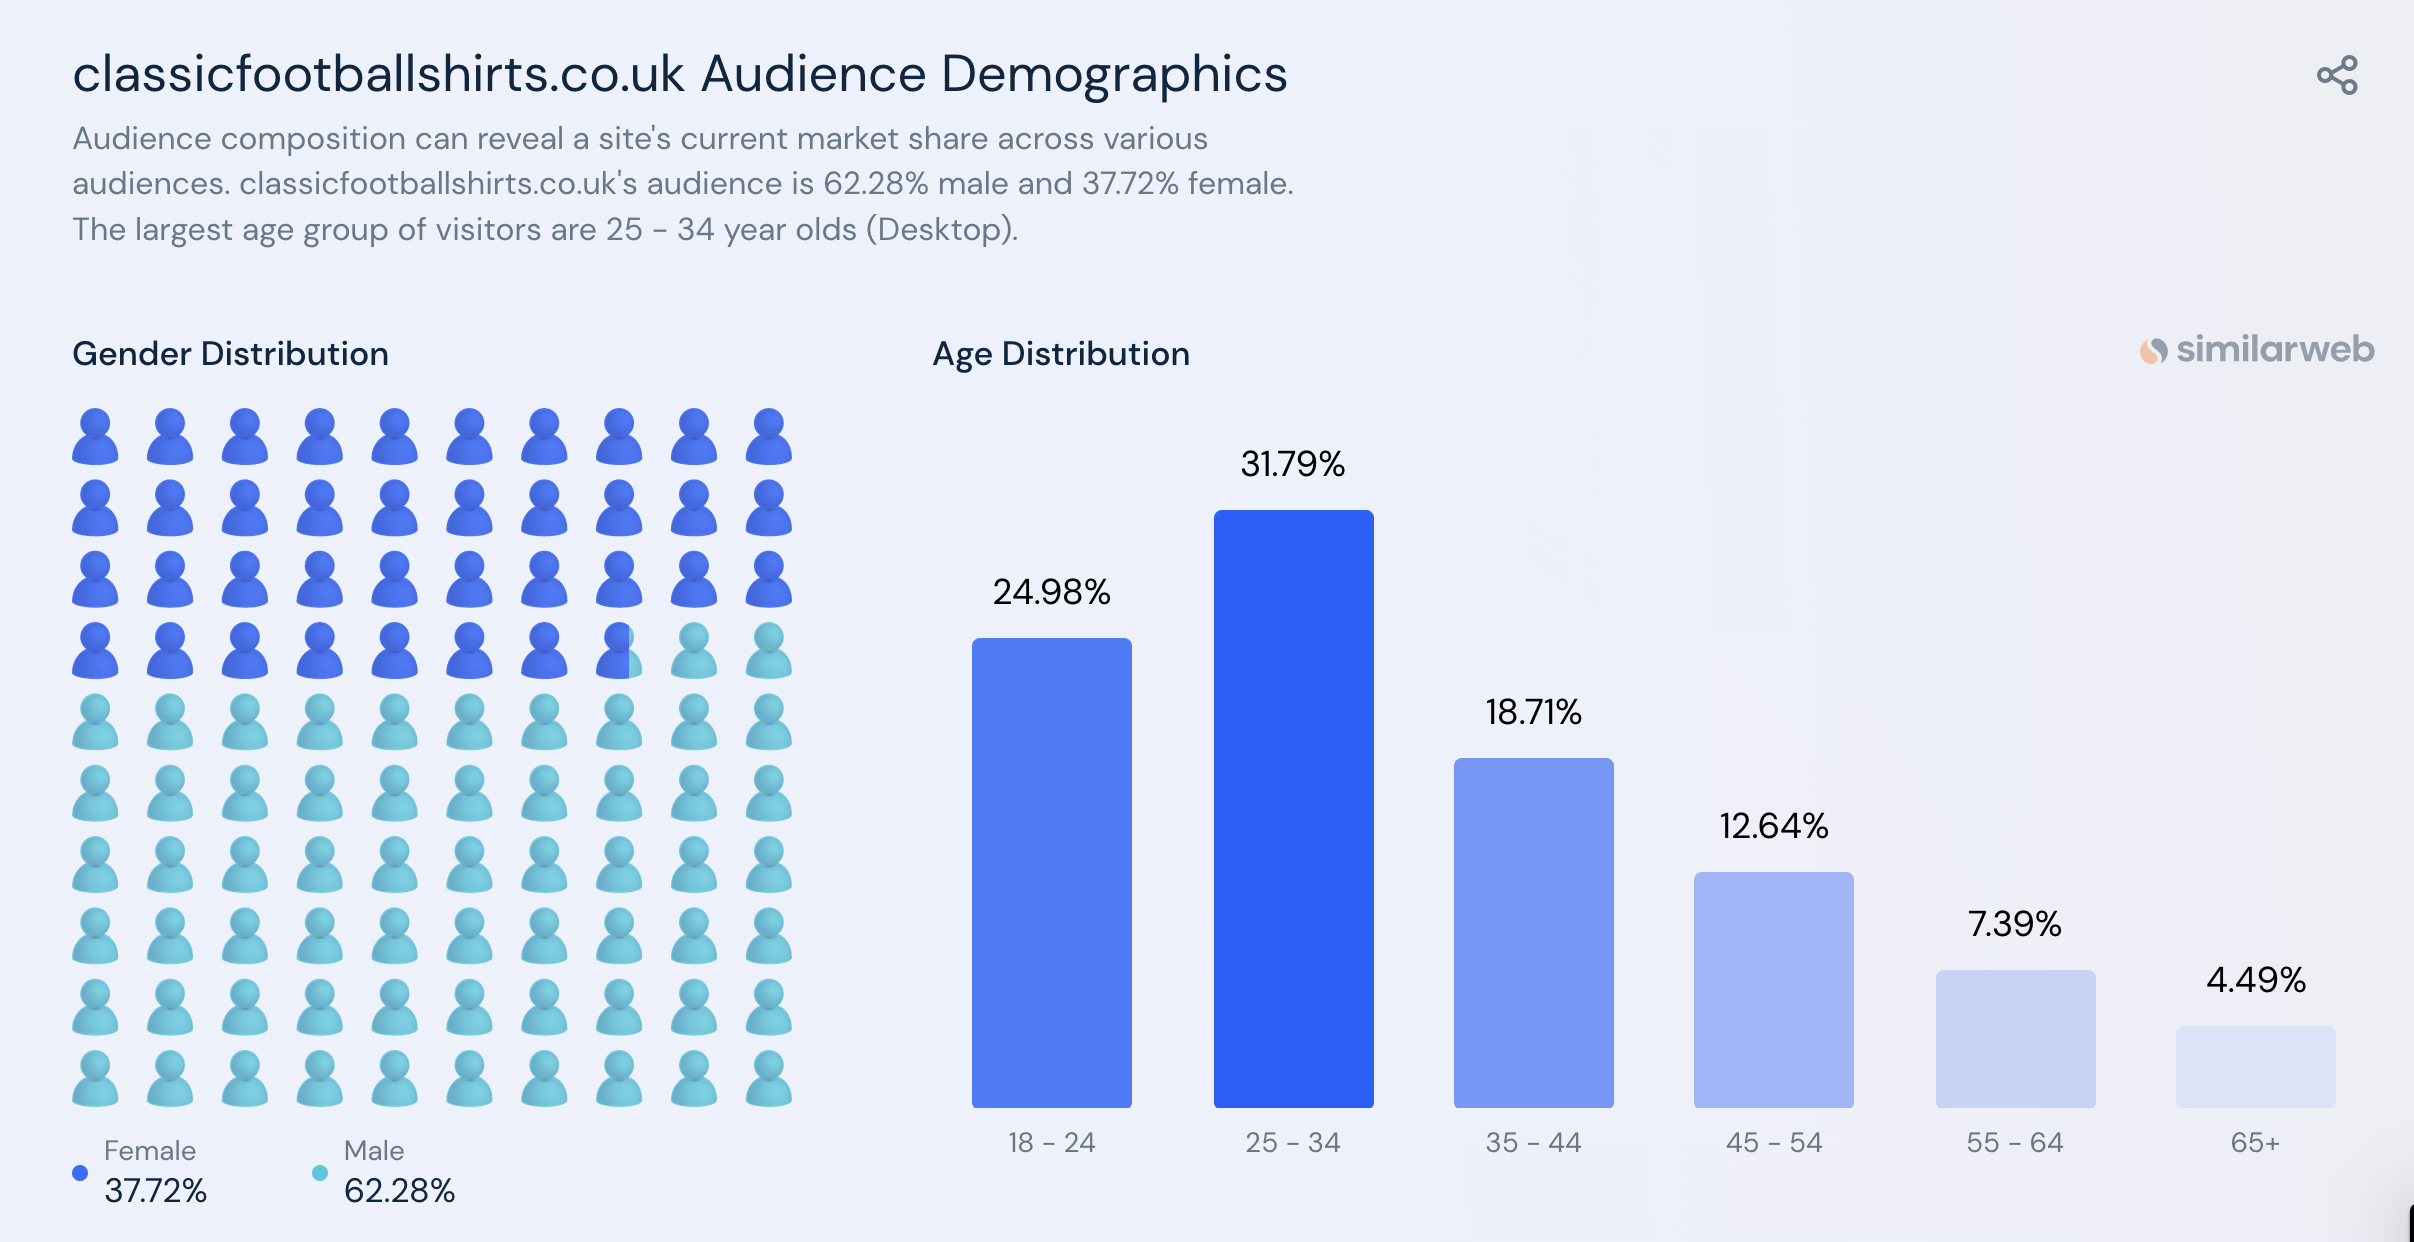 classicfootballshirts.co.uk Audience Demographics
Audience composition can reveal a site's current market share across various
audiences. classicfootballshirts.co.uk's audience is 62.28% male and 37.72% female.
The largest age group of visitors are 25 - 34 year olds (Desktop).
Gender Distribution
Female
37.72%
Male
62.28%
Age Distribution
similarweb
24.98%
31.79%
18.71%
12.64%
7.39%
4.49%
18 - 24
25 - 34
35 - 44
45 - 54
55 - 64
65+